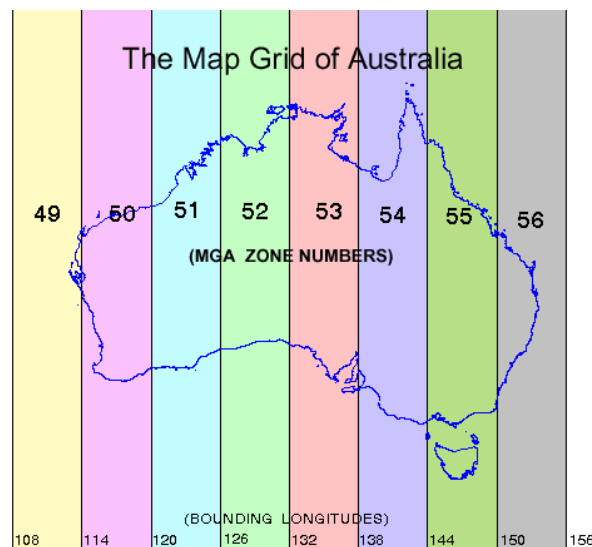 The Map Grid of Australia
49 50 51 52 53 54 55 56
(MGA ZONE NUMBERS)
(BOUNDING LONGITUDES)
108 114 120 126 132 138 144 150 156